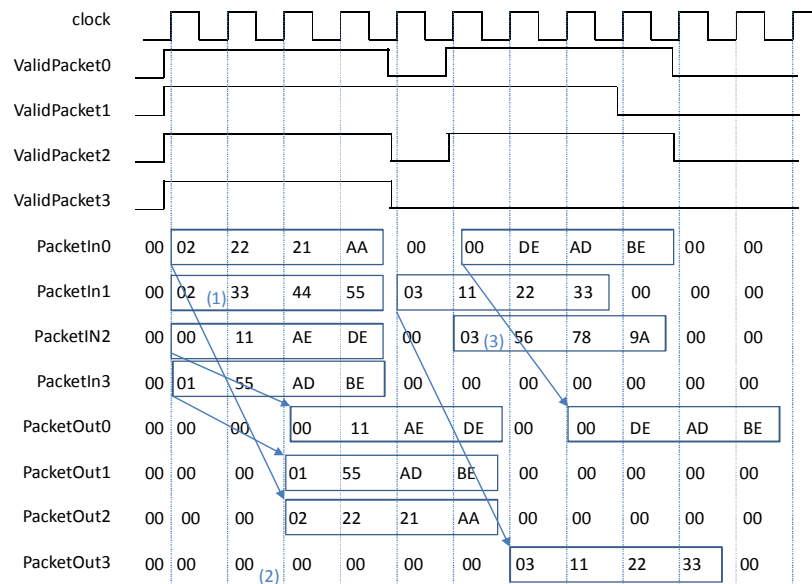 clock
ValidPacket0
ValidPacket1
ValidPacket2
ValidPacket3
PacketIn0 00 02 22 21 AA 00 00 DE AD BE 00 00
PacketIn1 00 02 (1) 33 44 55 03 11 22 33 00 00 00
PacketIN2 00 00 11 AE DE 00 03 (3) 56 78 9A 00 00
PacketIn3 00 01 55 AD BE 00 00 00 00 00 00 00
PacketOut0 00 00 00 00 11 AE DE 00 00 DE AD BE
PacketOut1 00 00 00 01 55 AD BE 00 00 00 00 00
PacketOut2 00 00 00 02 22 21 AA 00 00 00 00 00
PacketOut3 00 00 00 (2) 00 00 00 00 03 11 22 33 00